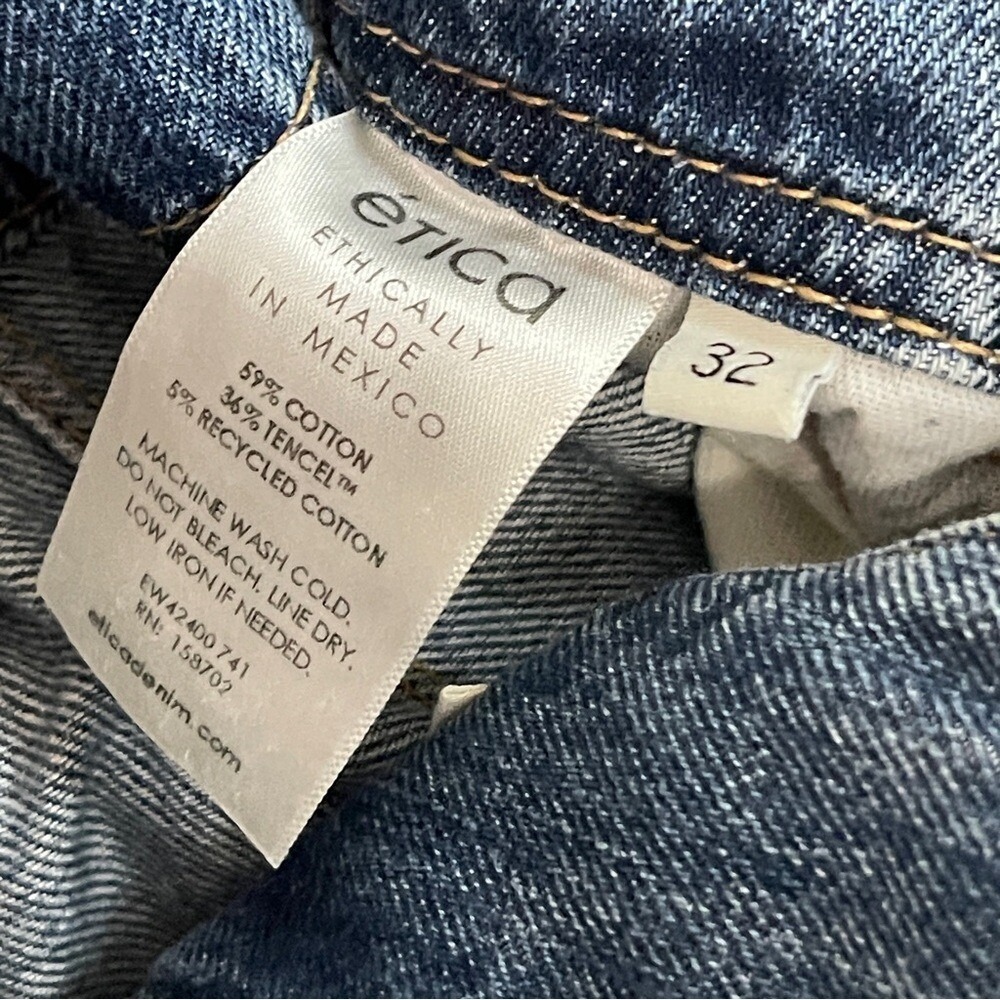 éTICA
ETHICALLY
MADE
IN MEXICO
59% COTTON
36% TENCEL™
5% RECYCLED COTTON
MACHINE WASH COLD.
DO NOT BLEACH. LINE DRY.
LOW IRON IF NEEDED.
EW42400 741
RN: 158702
eticadenim.com
32